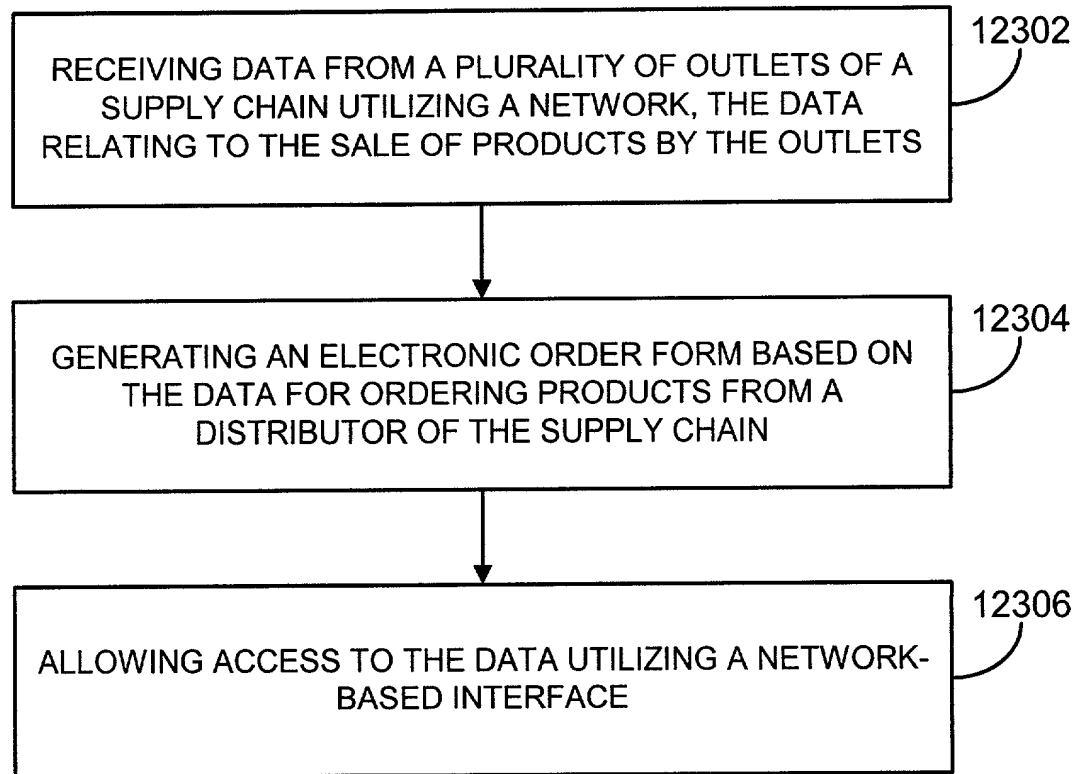 12302
RECEIVING DATA FROM A PLURALITY OF OUTLETS OF A
SUPPLY CHAIN UTILIZING A NETWORK, THE DATA
RELATING TO THE SALE OF PRODUCTS BY THE OUTLETS
12304
GENERATING AN ELECTRONIC ORDER FORM BASED ON
THE DATA FOR ORDERING PRODUCTS FROM A
DISTRIBUTOR OF THE SUPPLY CHAIN
12306
ALLOWING ACCESS TO THE DATA UTILIZING A NETWORK-
BASED INTERFACE